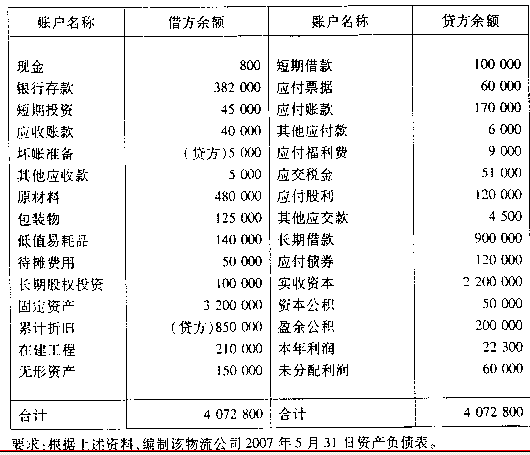 账户名称 借方余额 账户名称 贷方余额
现金 800 短期借款 100 000
银行存款 382 000 应付票据 60 000
短期投资 45 000 应付账款 170 000
应收账款 40 000 其他应付款 6 000
坏账准备 (贷方)5 000 应付福利费 9 000
其他应收款 5 000 应交税金 51 000
原材料 480 000 应付股利 120 000
包装物 125 000 其他应交款 4 500
低值易耗品 140 000 长期借款 900 000
待摊费用 50 000 应付债券 120 000
长期股权投资 100 000 实收资本 2 200 000
固定资产 3 200 000 资本公积 50 000
累计折旧 (贷方)850 000 盈余公积 200 000
在建工程 210 000 本年利润 22 300
无形资产 150 000 未分配利润 60 000
合计 4 072 800 合计 4 072 800
要求:根据上述资料,编制该物流公司2007年5月31日资产负债表。